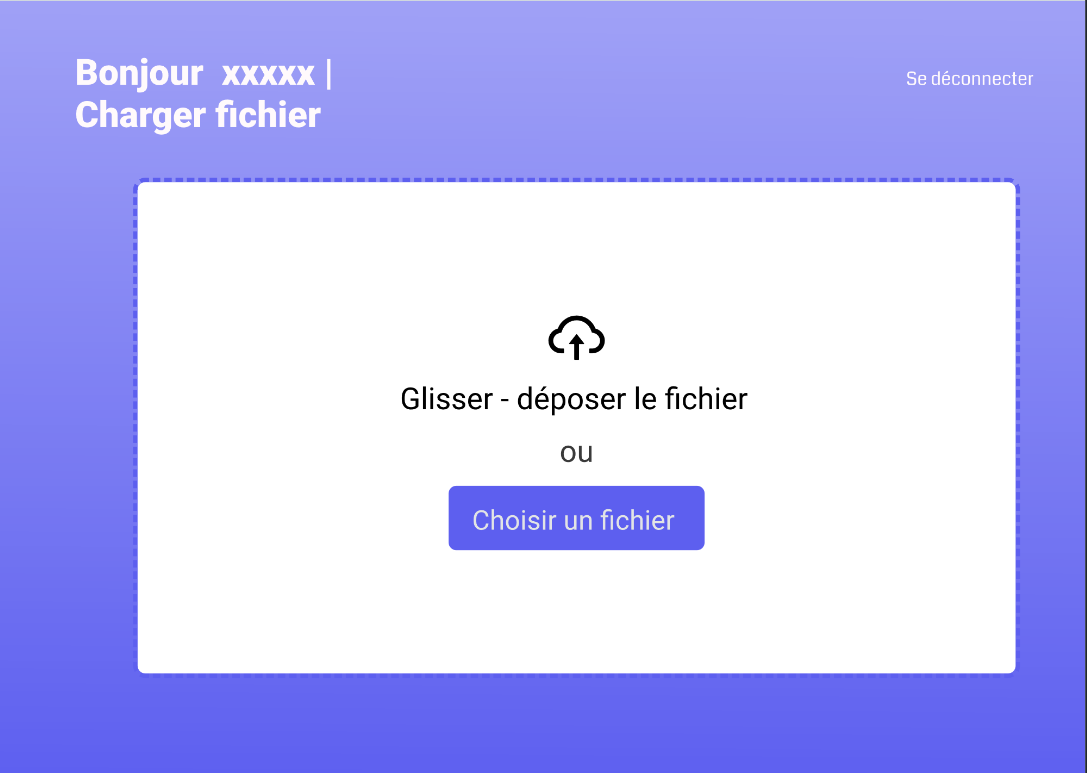 Bonjour  xxxxx |
Charger fichier
Se déconnecter
Glisser - déposer le fichier
ou
Choisir un fichier